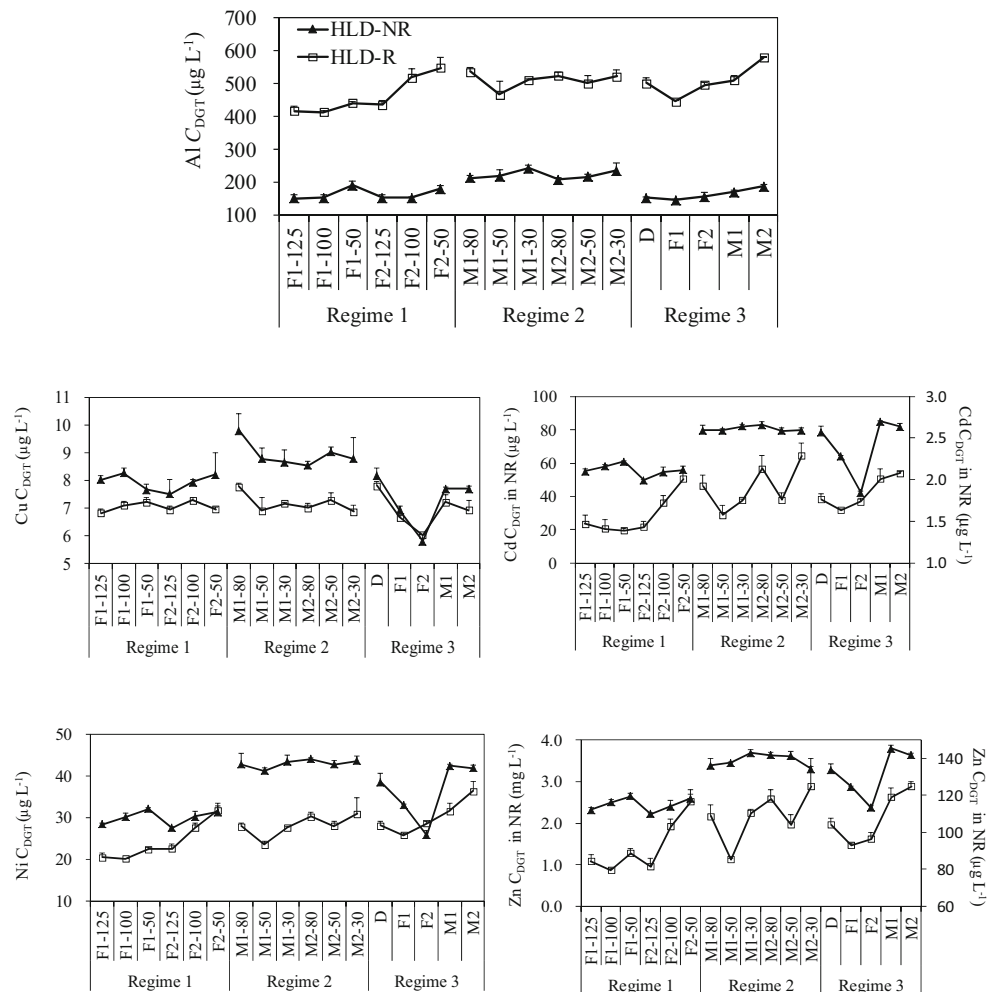 Al C_DGT (µg L⁻¹)
700
600
500
400
300
200
100
HLD-NR
HLD-R
F1-125
F1-100
F1-50
F2-125
F2-100
F2-50
M1-80
M1-50
M1-30
M2-80
M2-50
M2-30
D
F1
F2
M1
M2
Regime 1
Regime 2
Regime 3
Cu C_DGT (µg L⁻¹)
11
10
9
8
7
6
5
F1-125
F1-100
F1-50
F2-125
F2-100
F2-50
M1-80
M1-50
M1-30
M2-80
M2-50
M2-30
D
F1
F2
M1
M2
Regime 1
Regime 2
Regime 3
Cd C_DGT in NR (µg L⁻¹)
100
80
60
40
20
0
3.0
2.5
2.0
1.5
1.0
Cd C_DGT in NR (µg L⁻¹)
F1-125
F1-100
F1-50
F2-125
F2-100
F2-50
M1-80
M1-50
M1-30
M2-80
M2-50
M2-30
D
F1
F2
M1
M2
Regime 1
Regime 2
Regime 3
Ni C_DGT (µg L⁻¹)
50
40
30
20
10
F1-125
F1-100
F1-50
F2-125
F2-100
F2-50
M1-80
M1-50
M1-30
M2-80
M2-50
M2-30
D
F1
F2
M1
M2
Regime 1
Regime 2
Regime 3
Zn C_DGT in NR (mg L⁻¹)
4.0
3.0
2.0
1.0
0.0
140
120
100
80
60
Zn C_DGT in NR (µg L⁻¹)
F1-125
F1-100
F1-50
F2-125
F2-100
F2-50
M1-80
M1-50
M1-30
M2-80
M2-50
M2-30
D
F1
F2
M1
M2
Regime 1
Regime 2
Regime 3